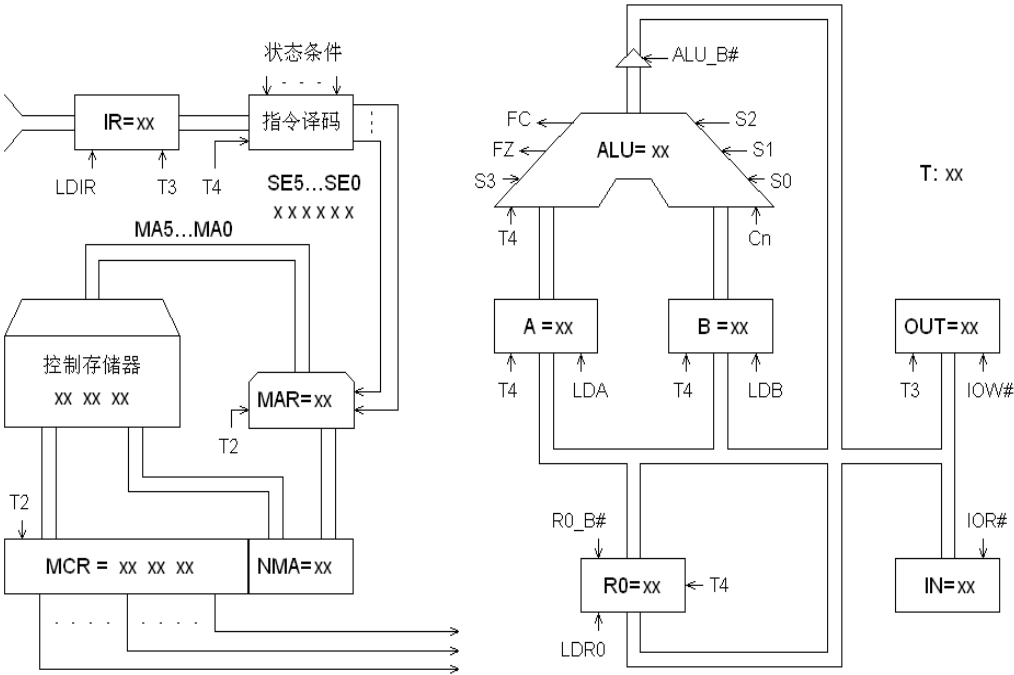 状态条件
IR=xx
指令译码
LDIR
T3
T4
SE5...SE0
x x x x x x
MA5...MA0
控制存储器
xx xx xx
MAR=xx
T2
T2
MCR = xx xx xx
NMA=xx
ALU_B#
FC
S2
FZ
ALU= xx
S1
S3
S0
T4
Cn
T: xx
A =xx
B =xx
OUT=xx
T4
LDA
T4
LDB
T3
IOW#
R0_B#
IOR#
R0=xx
T4
IN=xx
LDR0